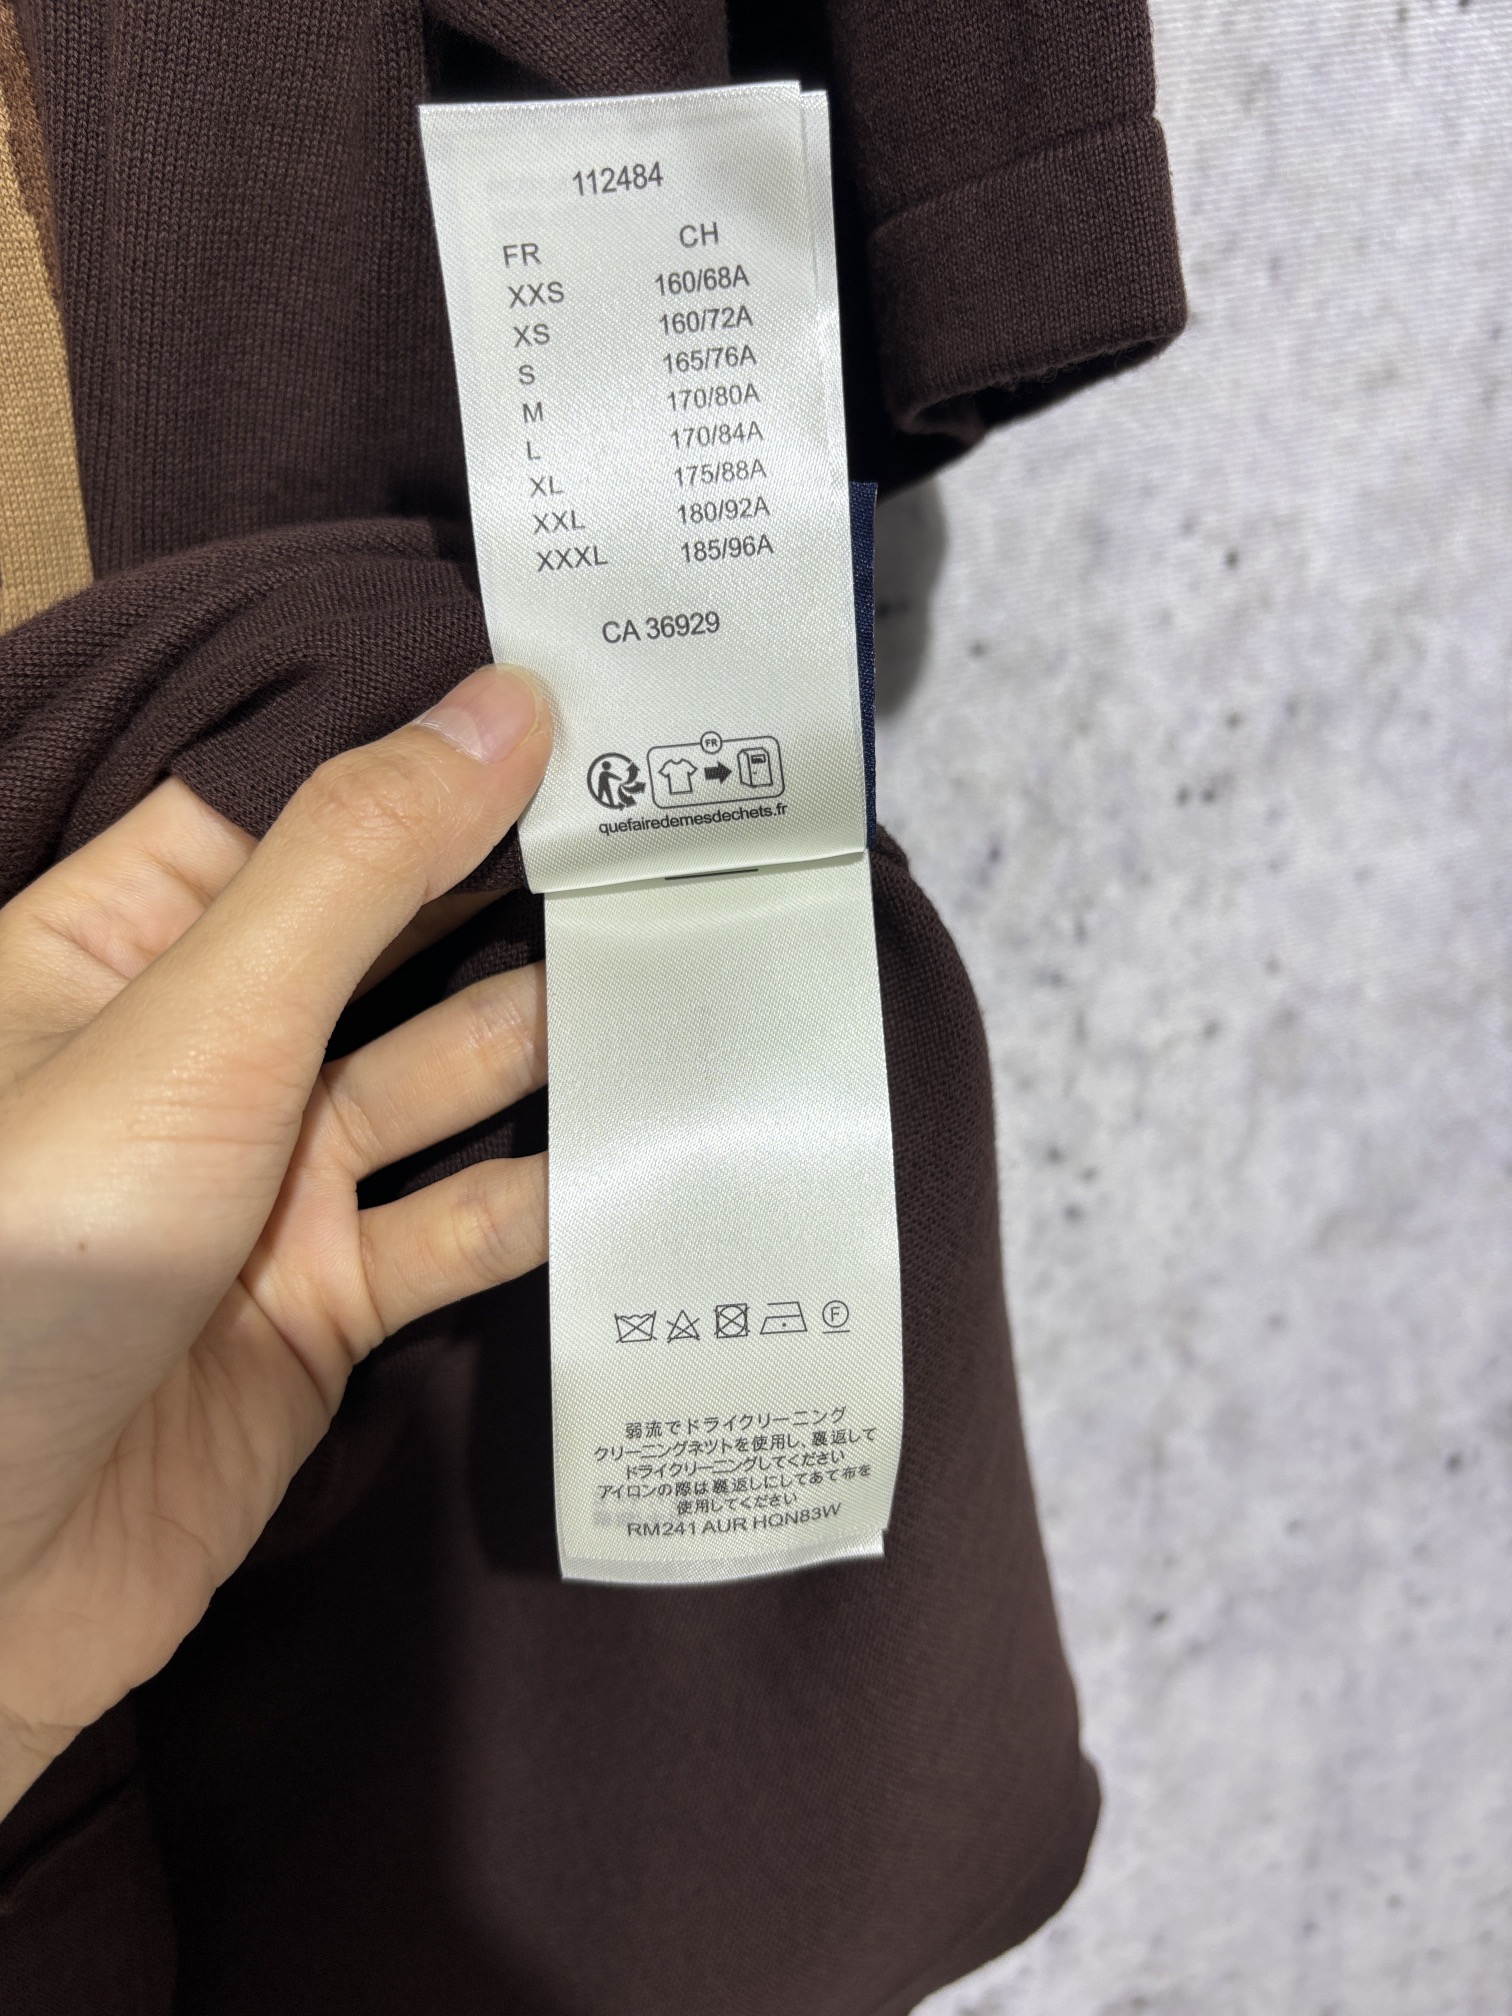 112484
FR CH
XXS 160/68A
XS 160/72A
S 165/76A
M 170/80A
L 170/84A
XL 175/88A
XXL 180/92A
XXXL 185/96A
CA 36929
FR
quefairedemesdechets.fr
F
弱流でドライクリーニング
クリーニングネツトを使用し、裏返して
ドライクリーニングしてください
アイロンの際は裏返しにしてあて布を
使用してください
RM241 AUR HQN83W